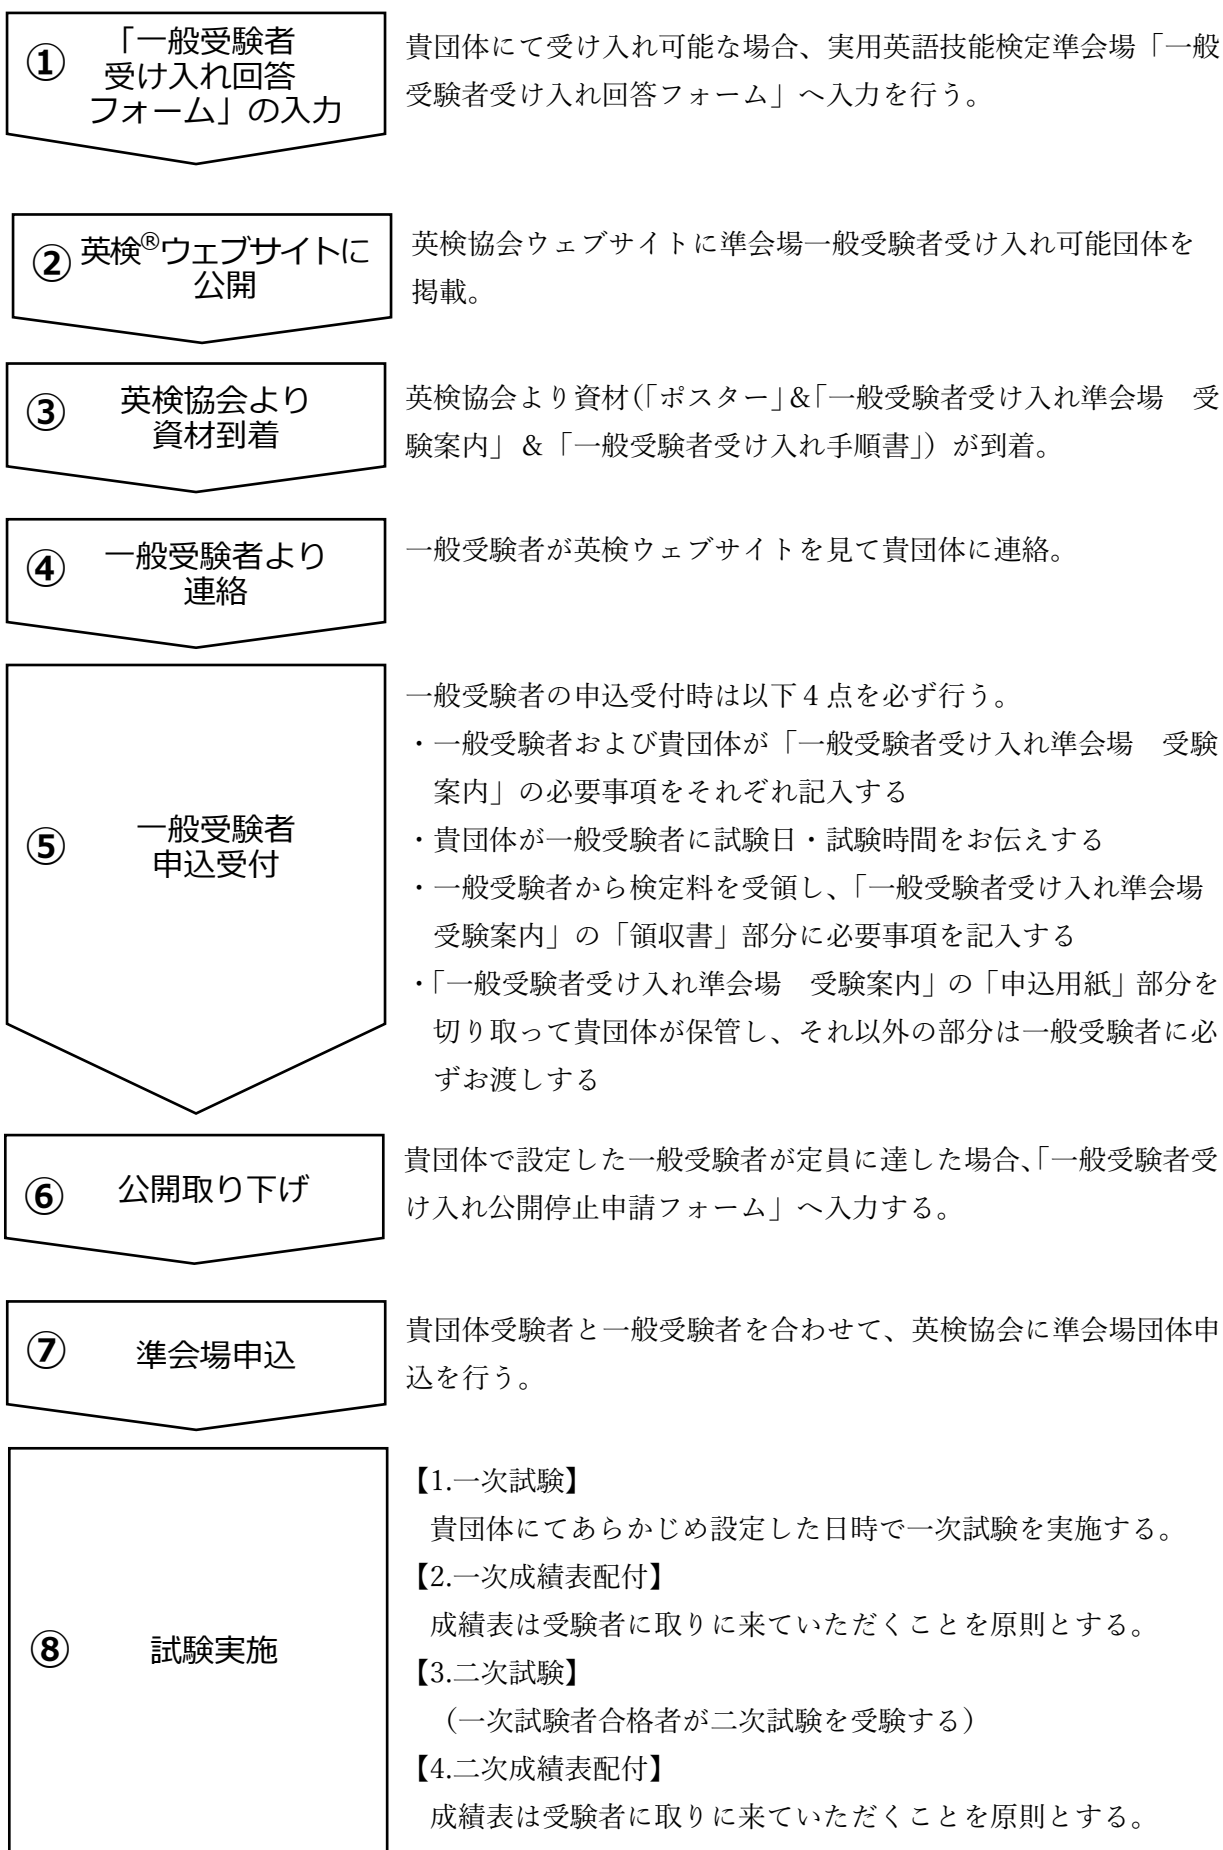 ①
「一般受験者
受け入れ回答
フォーム」の入力
貴団体にて受け入れ可能な場合、実用英語技能検定準会場「一般
受験者受け入れ回答フォーム」へ入力を行う。
②
英検®ウェブサイトに
公開
英検協会ウェブサイトに準会場一般受験者受け入れ可能団体を
掲載。
③
英検協会より
資材到着
英検協会より資材(「ポスター」&「一般受験者受け入れ準会場　受
験案内」&「一般受験者受け入れ手順書」）が到着。
④
一般受験者より
連絡
一般受験者が英検ウェブサイトを見て貴団体に連絡。
⑤
一般受験者
申込受付
一般受験者の申込受付時は以下４点を必ず行う。
・一般受験者および貴団体が「一般受験者受け入れ準会場　受験
案内」の必要事項をそれぞれ記入する
・貴団体が一般受験者に試験日・試験時間をお伝えする
・一般受験者から検定料を受領し、「一般受験者受け入れ準会場
受験案内」の「領収書」部分に必要事項を記入する
・「一般受験者受け入れ準会場　受験案内」の「申込用紙」部分を
切り取って貴団体が保管し、それ以外の部分は一般受験者に必
ずお渡しする
⑥
公開取り下げ
貴団体で設定した一般受験者が定員に達した場合、「一般受験者受
け入れ公開停止申請フォーム」へ入力する。
⑦
準会場申込
貴団体受験者と一般受験者を合わせて、英検協会に準会場団体申
込を行う。
⑧
試験実施
【1.一次試験】
貴団体にてあらかじめ設定した日時で一次試験を実施する。
【2.一次成績表配付】
成績表は受験者に取りに来ていただくことを原則とする。
【3.二次試験】
（一次試験者合格者が二次試験を受験する）
【4.二次成績表配付】
成績表は受験者に取りに来ていただくことを原則とする。